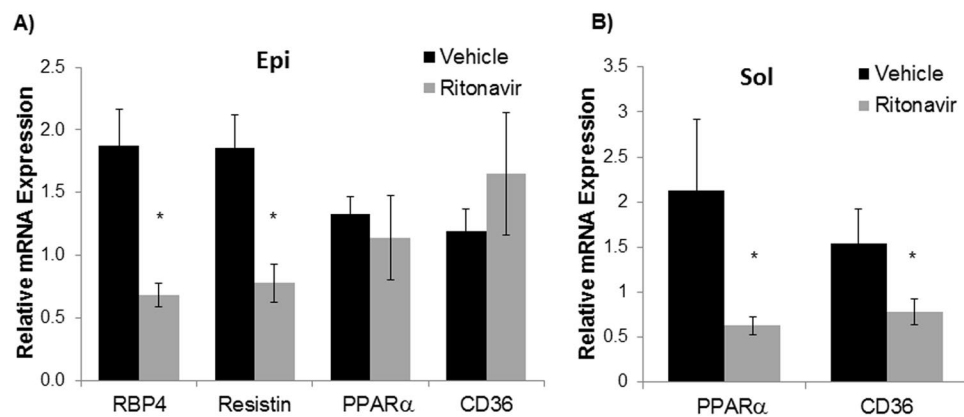 A)
Epi
Vehicle
Ritonavir
Relative mRNA Expression
2.5
2.0
1.5
1.0
0.5
0.0
*
*
RBP4 Resistin PPARα CD36
B)
Sol
Vehicle
Ritonavir
Relative mRNA Expression
3.5
3
2.5
2
1.5
1
0.5
0
*
*
PPARα CD36